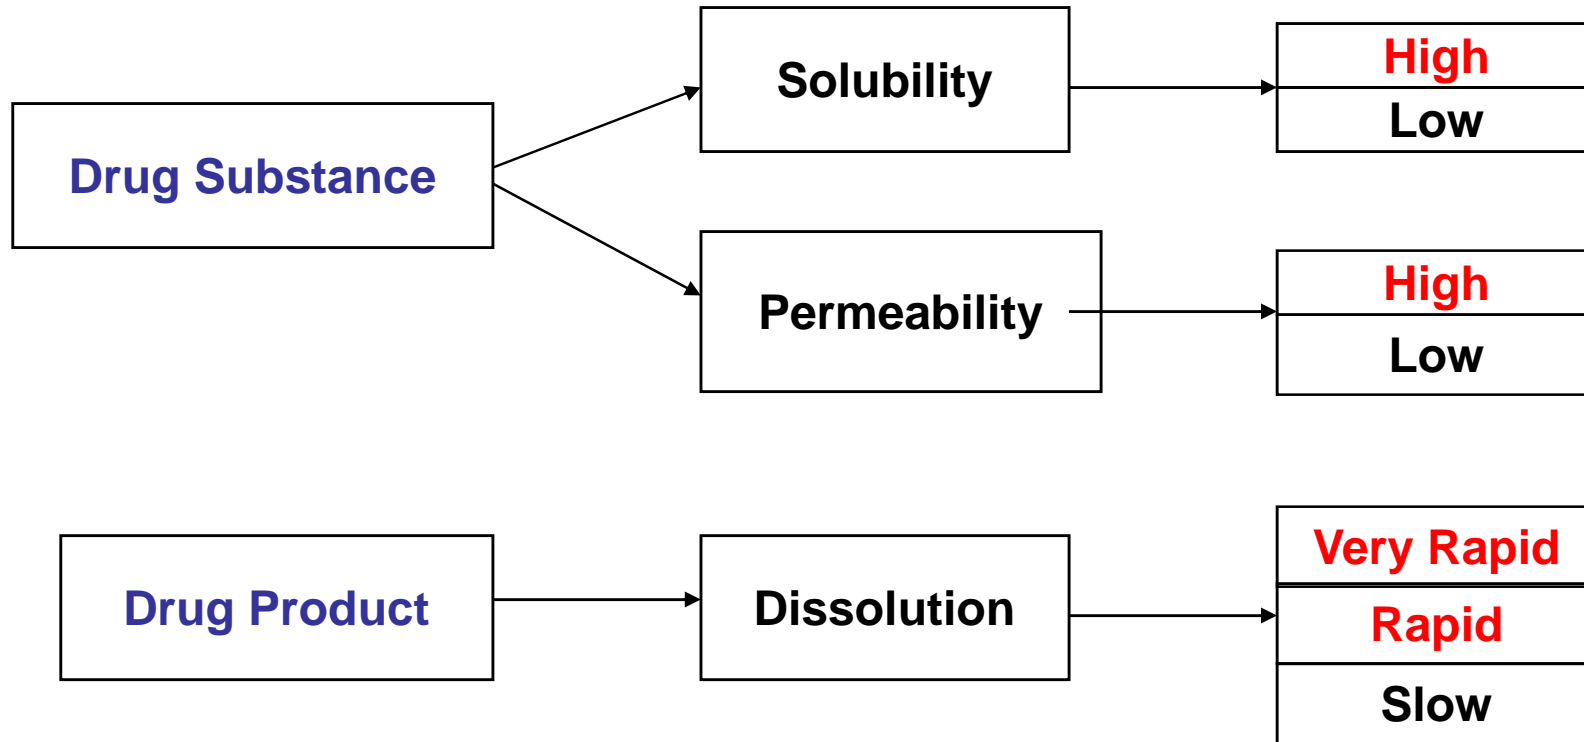 Drug Substance
Solubility
High
Low
Permeability
High
Low
Drug Product
Dissolution
Very Rapid
Rapid
Slow